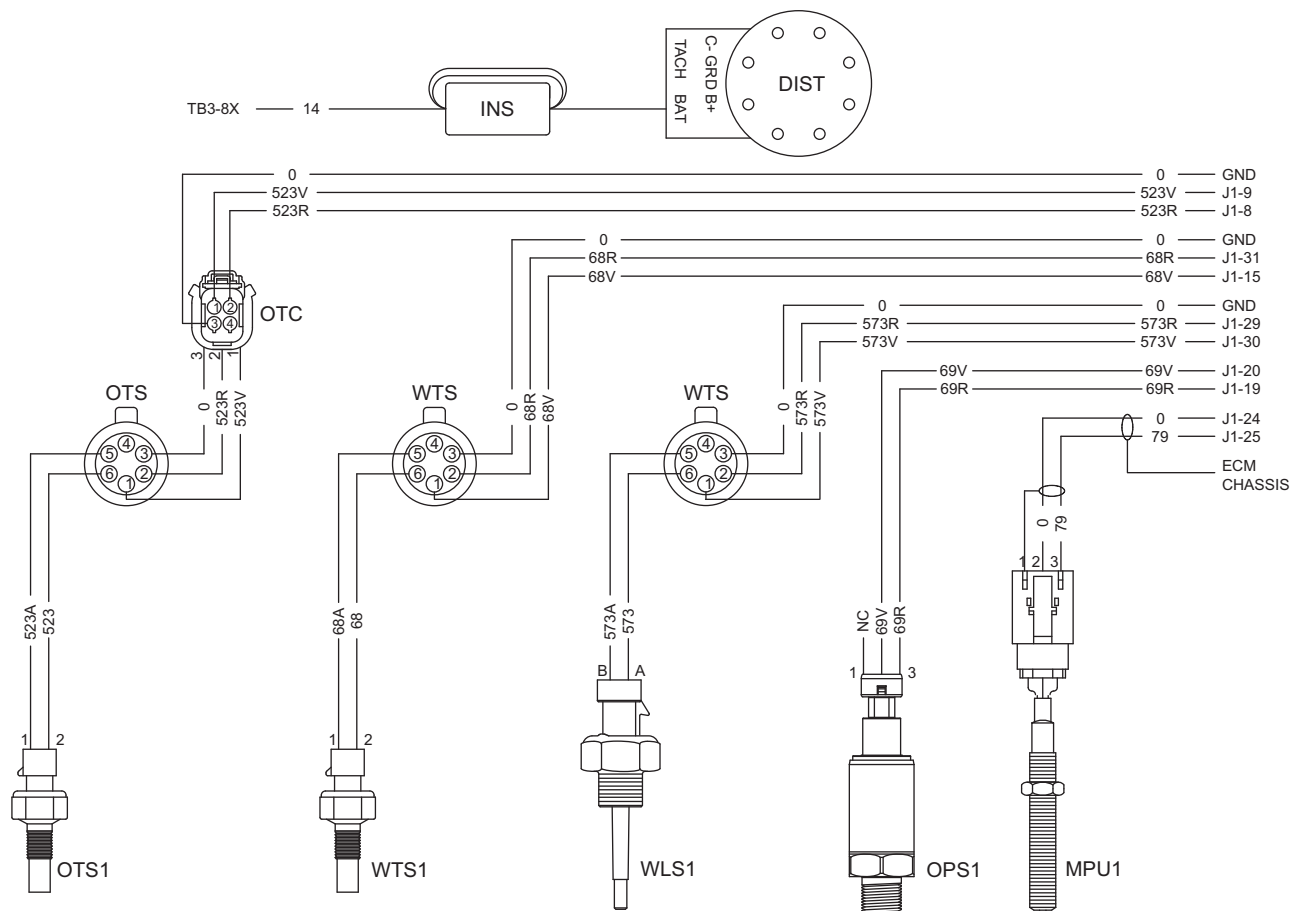 TB3-8X 14 INS
TACH BAT
C- GRD B+
DIST
0 0 GND
523V 523V J1-9
523R 523R J1-8
0 0 GND
68R 68R J1-31
68V 68V J1-15
1 2
3 4
OTC
0 0 GND
573R 573R J1-29
573V 573V J1-30
3 2 1
69V 69V J1-20
69R 69R J1-19
OTS WTS WTS
0 523R 523V
0 68R 68V
0 573R 573V
0 J1-24
79 J1-25
ECM
CHASSIS
4 4 4
5 3 5 3 5 3
6 2 6 2 6 2
1 1 1
0 79
1 2 3
523A 523
68A 68
573A 573
NC 69V 69R
B A
1 3
1 2
1 2
OTS1 WTS1 WLS1 OPS1 MPU1